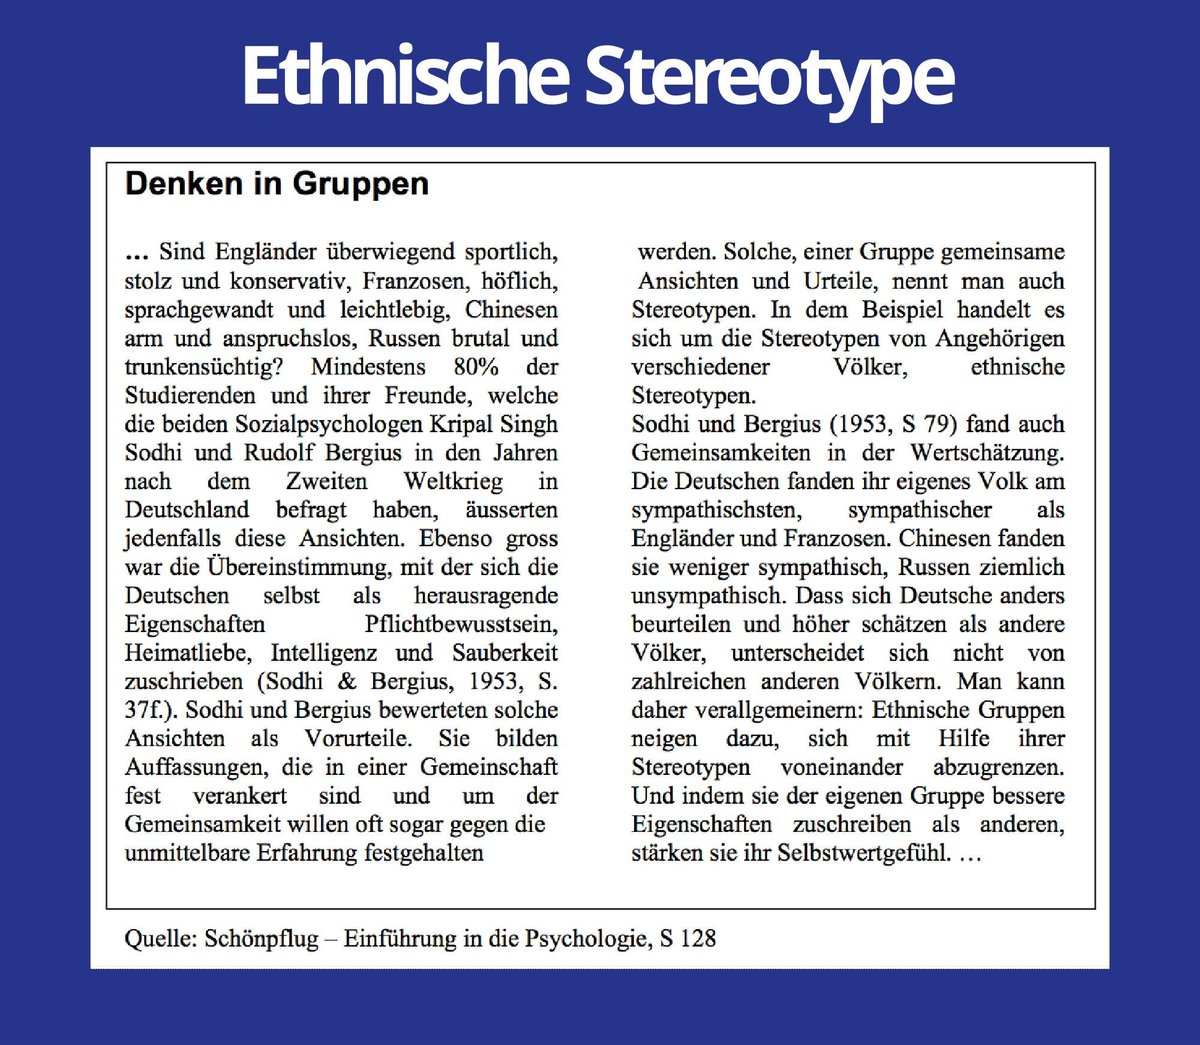 Ethnische Stereotype
Denken in Gruppen
... Sind Engländer überwiegend sportlich,
stolz und konservativ, Franzosen, höflich,
sprachgewandt und leichtlebig, Chinesen
arm und anspruchslos, Russen brutal und
trunkensüchtig? Mindestens 80% der
Studierenden und ihrer Freunde, welche
die beiden Sozialpsychologen Kripal Singh
Sodhi und Rudolf Bergius in den Jahren
nach dem Zweiten Weltkrieg in
Deutschland befragt haben, äusserten
jedenfalls diese Ansichten. Ebenso gross
war die Übereinstimmung, mit der sich die
Deutschen selbst als herausragende
Eigenschaften Pflichtbewusstsein,
Heimatliebe, Intelligenz und Sauberkeit
zuschrieben (Sodhi & Bergius, 1953, S.
37f.). Sodhi und Bergius bewerteten solche
Ansichten als Vorurteile. Sie bilden
Auffassungen, die in einer Gemeinschaft
fest verankert sind und um der
Gemeinsamkeit willen oft sogar gegen die
unmittelbare Erfahrung festgehalten
werden. Solche, einer Gruppe gemeinsame
Ansichten und Urteile, nennt man auch
Stereotypen. In dem Beispiel handelt es
sich um die Stereotypen von Angehörigen
verschiedener Völker, ethnische
Stereotypen.
Sodhi und Bergius (1953, S 79) fand auch
Gemeinsamkeiten in der Wertschätzung.
Die Deutschen fanden ihr eigenes Volk am
sympathischsten, sympathischer als
Engländer und Franzosen. Chinesen fanden
sie weniger sympathisch, Russen ziemlich
unsympathisch. Dass sich Deutsche anders
beurteilen und höher schätzen als andere
Völker, unterscheidet sich nicht von
zahlreichen anderen Völkern. Man kann
daher verallgemeinern: Ethnische Gruppen
neigen dazu, sich mit Hilfe ihrer
Stereotypen voneinander abzugrenzen.
Und indem sie der eigenen Gruppe bessere
Eigenschaften zuschreiben als anderen,
stärken sie ihr Selbstwertgefühl. ...
Quelle: Schönpflug – Einführung in die Psychologie, S 128